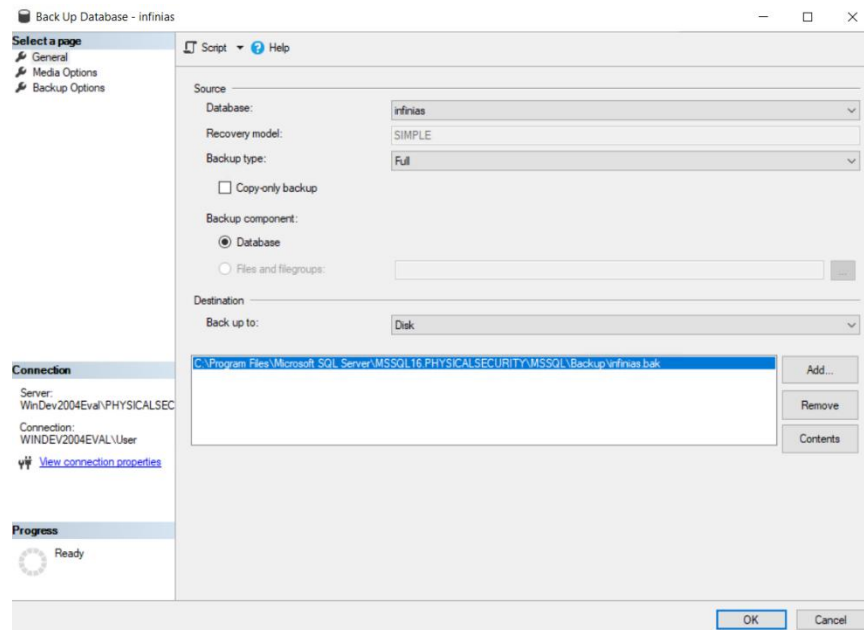 Back Up Database - infinias
Select a page
General
Media Options
Backup Options
Script
Help
Source
Database:
infinias
Recovery model:
SIMPLE
Backup type:
Full
Copy-only backup
Backup component:
Database
Files and filegroups:
...
Destination
Back up to:
Disk
C:\Program Files\Microsoft SQL Server\MSSQL16.PHYSICALSECURITY\MSSQL\Backup\infinias.bak
Add...
Remove
Contents
Connection
Server:
WinDev2004Eval\PHYSICALSEC
Connection:
WINDEV2004EVAL\User
View connection properties
Progress
Ready
OK
Cancel